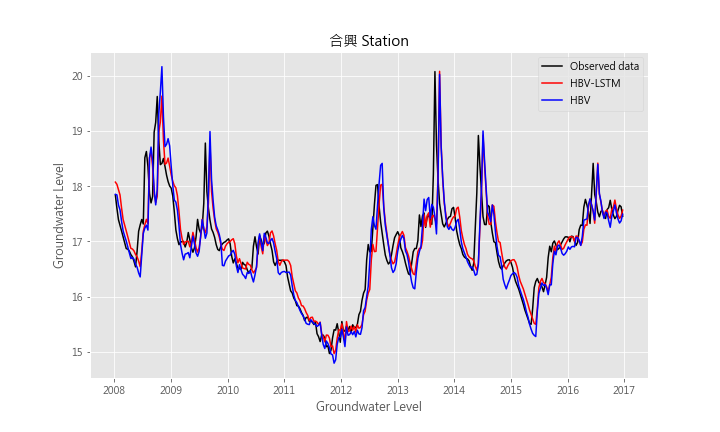 合興 Station
Observed data
HBV-LSTM
HBV
Groundwater Level
20
19
18
17
16
15
2008 2009 2010 2011 2012 2013 2014 2015 2016 2017
Groundwater Level